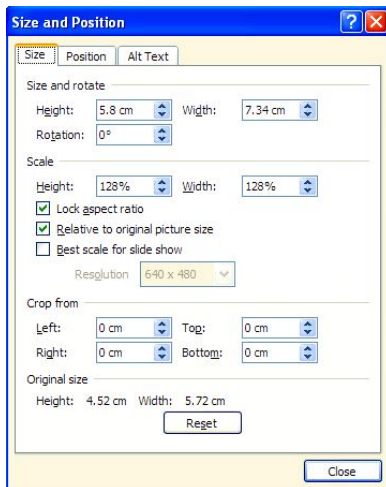 Size and Position
Size Position Alt Text
Size and rotate
Height: 5.8 cm Width: 7.34 cm
Rotation: 0°
Scale
Height: 128% Width: 128%
Lock aspect ratio
Relative to original picture size
Best scale for slide show
Resolution 640 x 480
Crop from
Left: 0 cm Top: 0 cm
Right: 0 cm Bottom: 0 cm
Original size
Height: 4.52 cm Width: 5.72 cm
Reset
Close